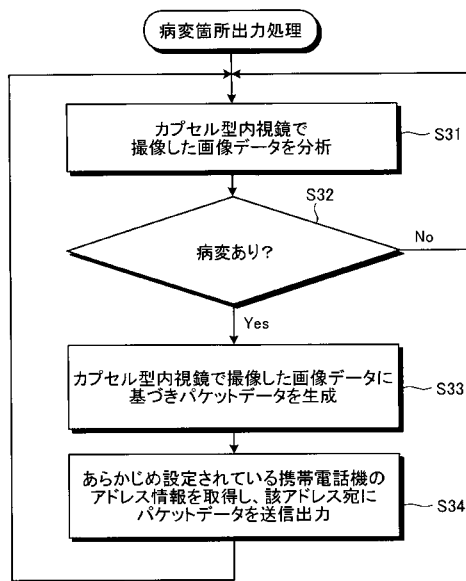 病変箇所出力処理
カプセル型内視鏡で
撮像した画像データを分析
S31
S32
病変あり?
No
Yes
カプセル型内視鏡で撮像した画像データに
基づきパケットデータを生成
S33
あらかじめ設定されている携帯電話機の
アドレス情報を取得し、該アドレス宛に
パケットデータを送信出力
S34